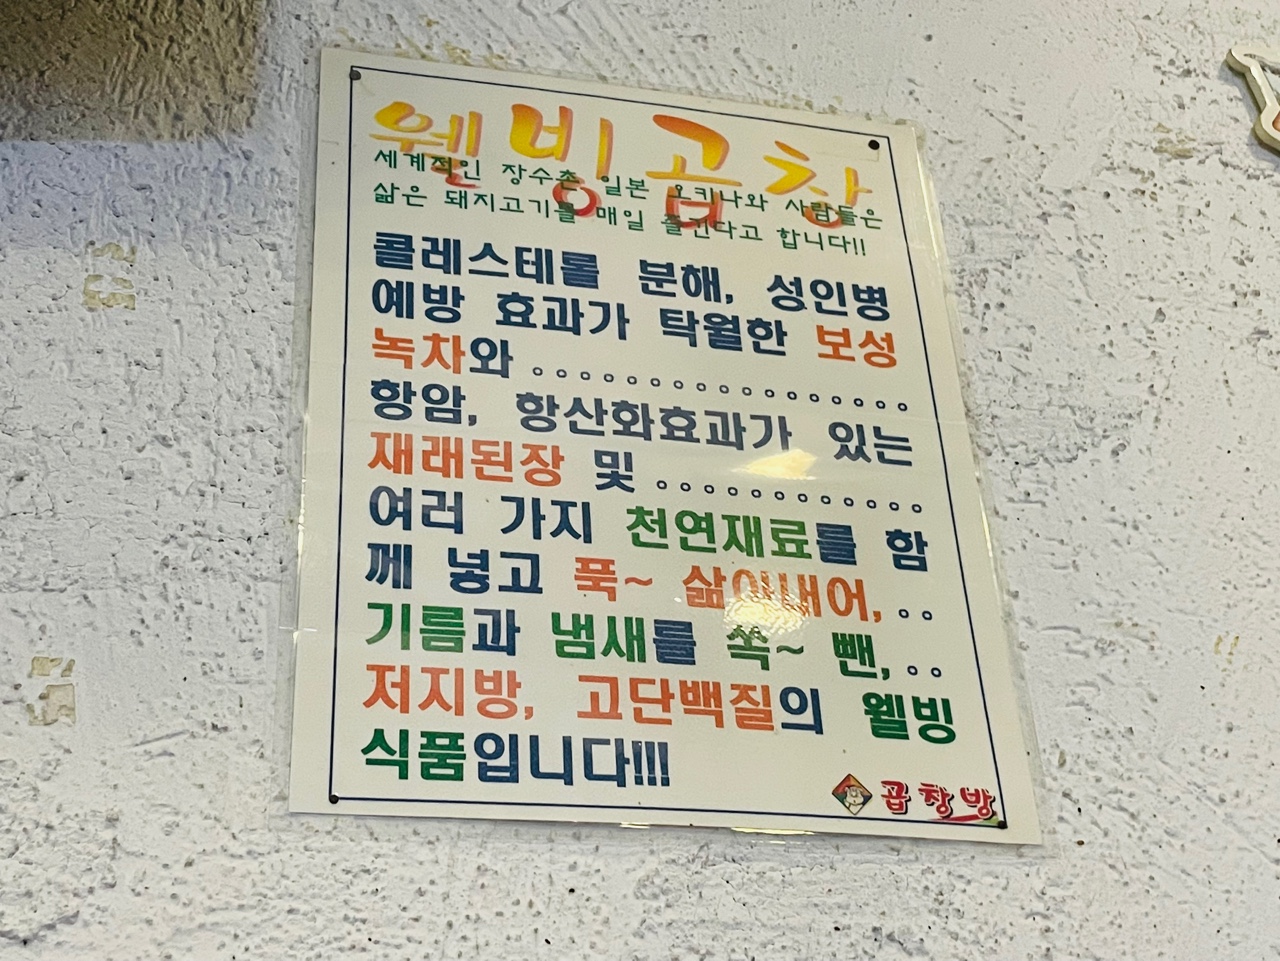 웰빙곱창
세계적인 장수촌 일본 오키나와 사람들은
삶은 돼지고기를 매일 즐긴다고 합니다!!
콜레스테롤 분해, 성인병
예방 효과가 탁월한 보성
녹차와 。。。。。。。。。。。。。。。。
항암, 항산화효과가 있는
재래된장 및 。。。。。。。。。。。。
여러 가지 천연재료를 함
께 넣고 푹~ 삶아내어, 。。
기름과 냄새를 쏙~ 뺀, 。。
저지방, 고단백질의 웰빙
식품입니다!!!!
곱창방